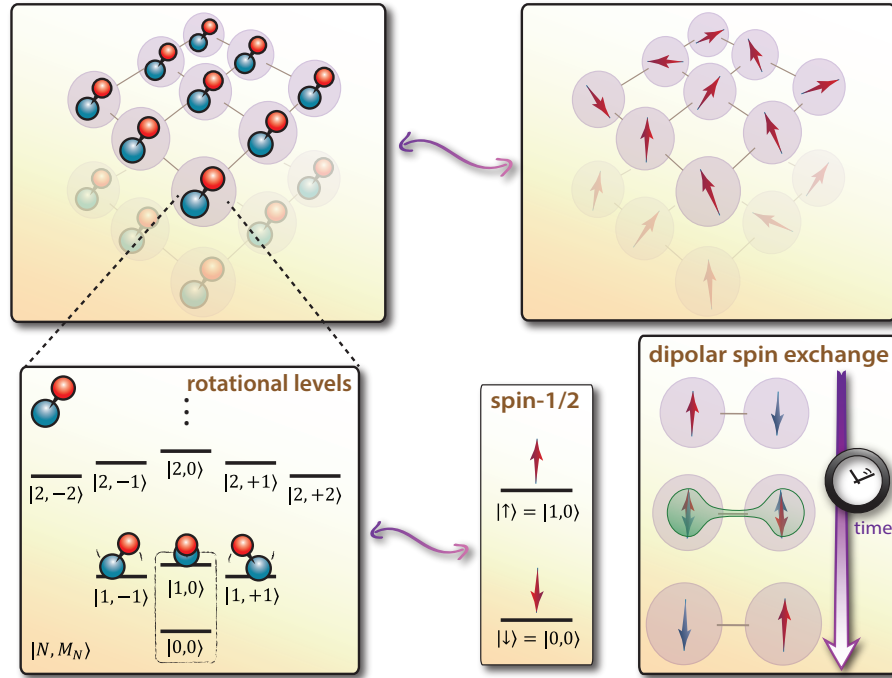 rotational levels
|2,0⟩
|2,−1⟩
|2,+1⟩
|2,−2⟩
|2,+2⟩
|1,−1⟩
|1,0⟩
|1,+1⟩
|0,0⟩
|N, M_N⟩
spin-1/2
|↑⟩ = |1,0⟩
|↓⟩ = |0,0⟩
dipolar spin exchange
time